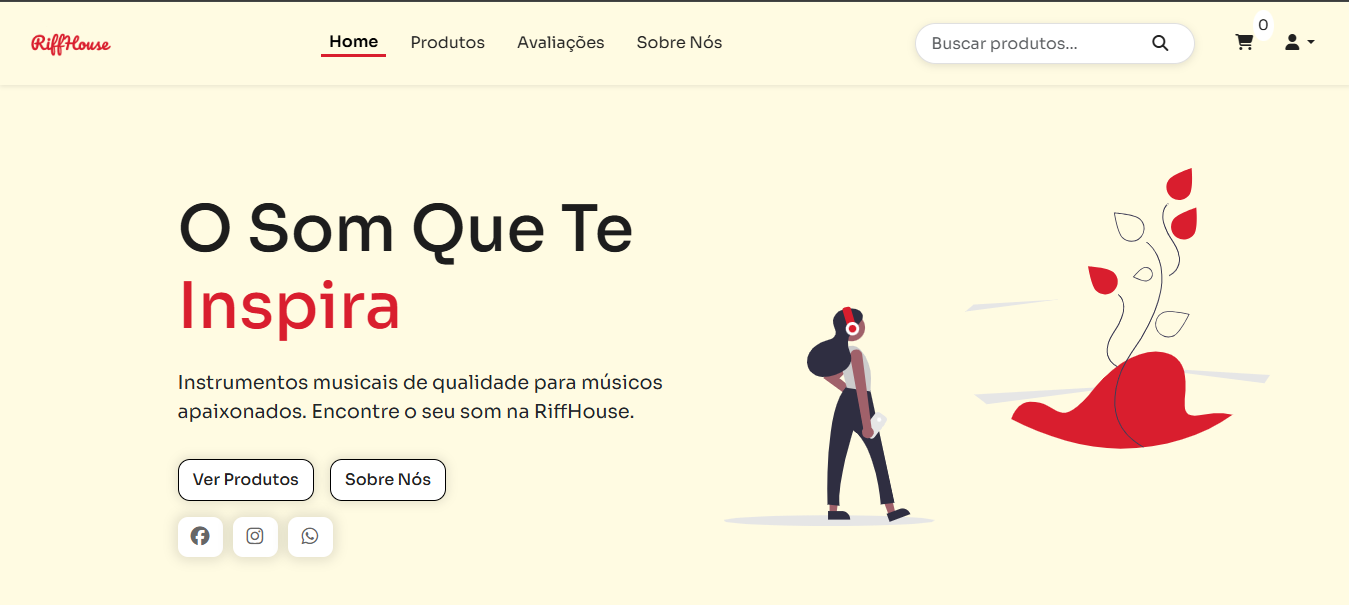 RiffHouse
Home
Produtos
Avaliações
Sobre Nós
Buscar produtos...
0
O Som Que Te
Inspira
Instrumentos musicais de qualidade para músicos
apaixonados. Encontre o seu som na RiffHouse.
Ver Produtos
Sobre Nós